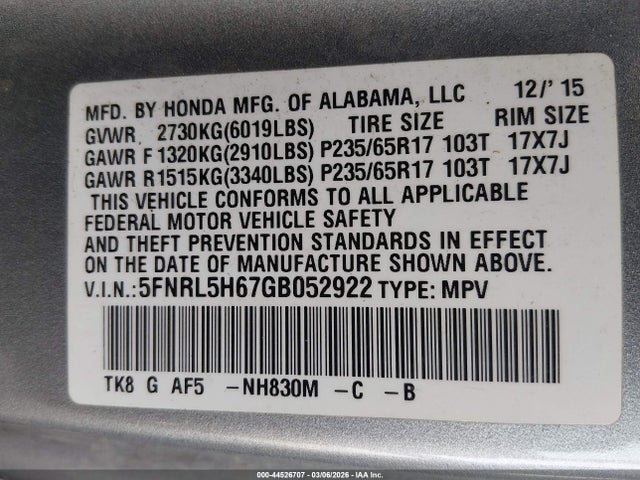 MFD. BY HONDA MFG. OF ALABAMA, LLC 12/'15
GVWR 2730KG(6019LBS) TIRE SIZE RIM SIZE
GAWR F1320KG(2910LBS) P235/65R17 103T 17X7J
GAWR R1515KG(3340LBS) P235/65R17 103T 17X7J
THIS VEHICLE CONFORMS TO ALL APPLICABLE
FEDERAL MOTOR VEHICLE SAFETY
AND THEFT PREVENTION STANDARDS IN EFFECT
ON THE DATE OF MANUFACTURE SHOWN ABOVE.
V.I.N.:5FNRL5H67GB052922 TYPE: MPV
TK8 G AF5 -NH830M -C -B
000-44526707 - 03/06/2026 - IAAI Inc.